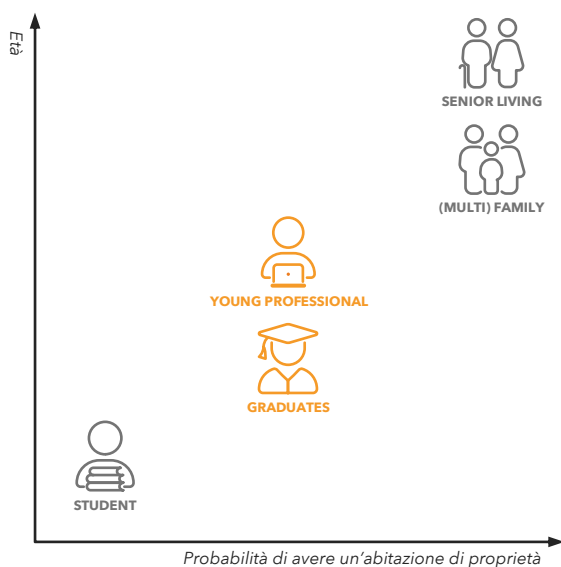 Età
SENIOR LIVING
(MULTI) FAMILY
YOUNG PROFESSIONAL
GRADUATES
STUDENT
Probabilità di avere un'abitazione di proprietà